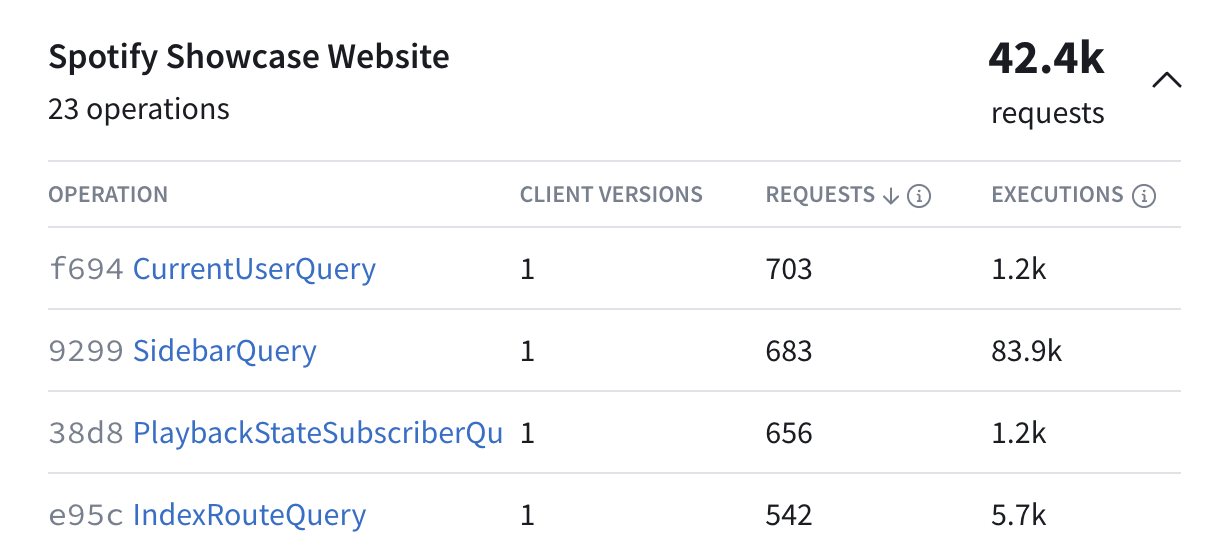 Spotify Showcase Website
42.4k
23 operations
requests
OPERATION CLIENT VERSIONS REQUESTS ↓ EXECUTIONS
f694 CurrentUserQuery 1 703 1.2k
9299 SidebarQuery 1 683 83.9k
38d8 PlaybackStateSubscriberQu 1 656 1.2k
e95c IndexRouteQuery 1 542 5.7k